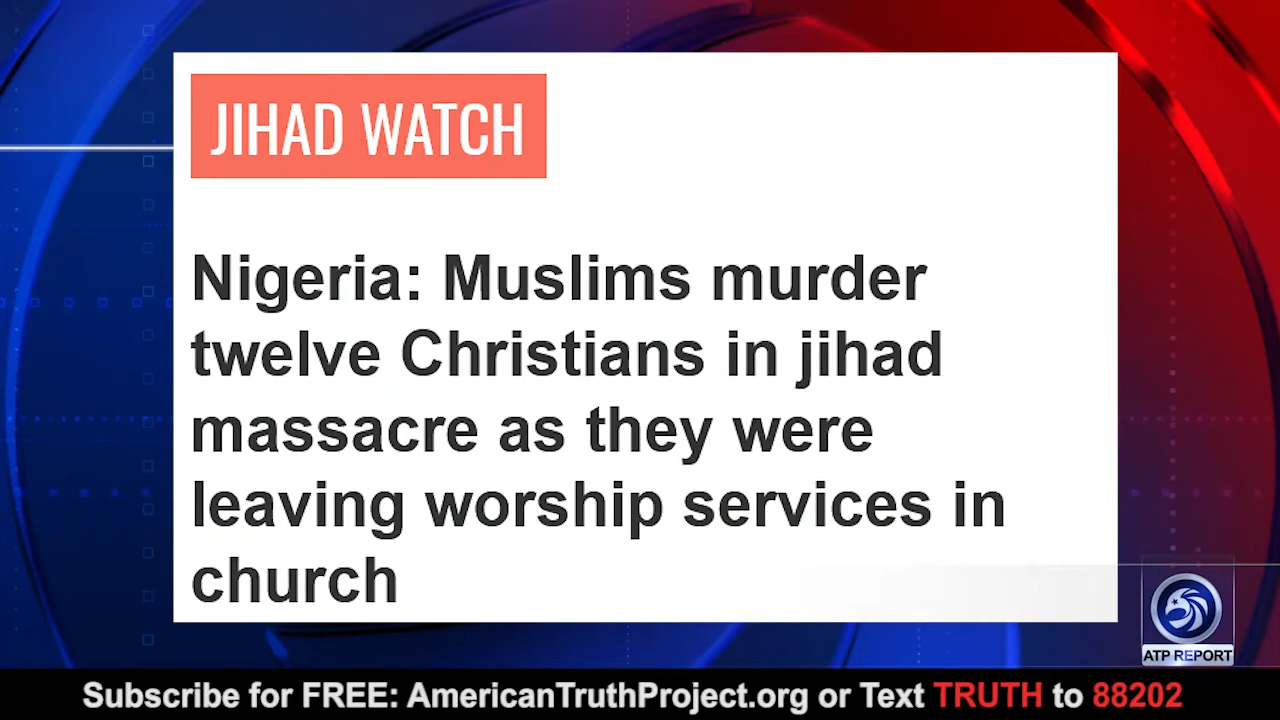 JIHAD WATCH
Nigeria: Muslims murder
twelve Christians in jihad
massacre as they were
leaving worship services in
church
ATP REPORT
Subscribe for FREE: AmericanTruthProject.org or Text TRUTH to 88202